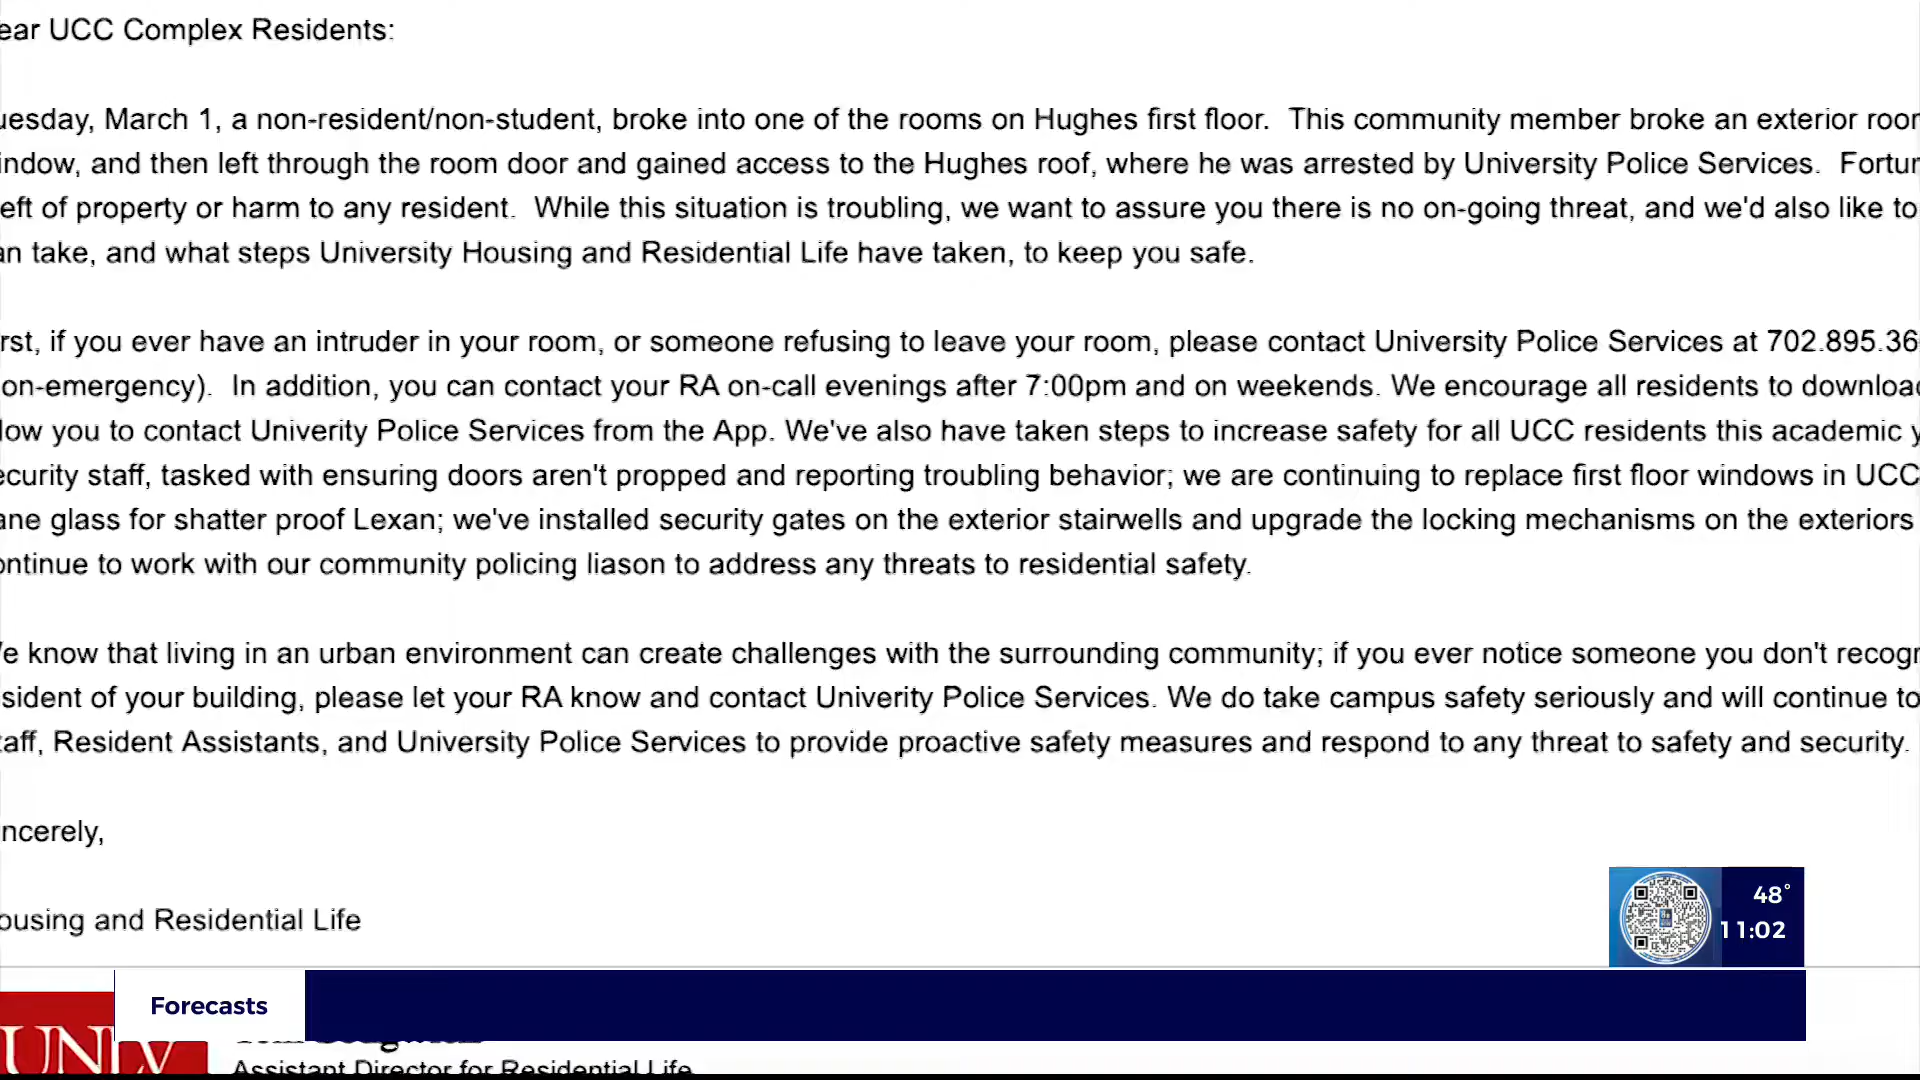 ear UCC Complex Residents:
uesday, March 1, a non-resident/non-student, broke into one of the rooms on Hughes first floor.  This community member broke an exterior roor
indow, and then left through the room door and gained access to the Hughes roof, where he was arrested by University Police Services.  Fortur
eft of property or harm to any resident.  While this situation is troubling, we want to assure you there is no on-going threat, and we'd also like to
an take, and what steps University Housing and Residential Life have taken, to keep you safe.
rst, if you ever have an intruder in your room, or someone refusing to leave your room, please contact University Police Services at 702.895.36
on-emergency).  In addition, you can contact your RA on-call evenings after 7:00pm and on weekends. We encourage all residents to download
low you to contact Univerity Police Services from the App. We've also have taken steps to increase safety for all UCC residents this academic y
ecurity staff, tasked with ensuring doors aren't propped and reporting troubling behavior; we are continuing to replace first floor windows in UCC
ane glass for shatter proof Lexan; we've installed security gates on the exterior stairwells and upgrade the locking mechanisms on the exteriors
ontinue to work with our community policing liason to address any threats to residential safety.
e know that living in an urban environment can create challenges with the surrounding community; if you ever notice someone you don't recogn
sident of your building, please let your RA know and contact Univerity Police Services. We do take campus safety seriously and will continue to
aff, Resident Assistants, and University Police Services to provide proactive safety measures and respond to any threat to safety and security.
ncerely,
ousing and Residential Life
48°
11:02
Forecasts
UNLV
Assistant Director for Residential Life